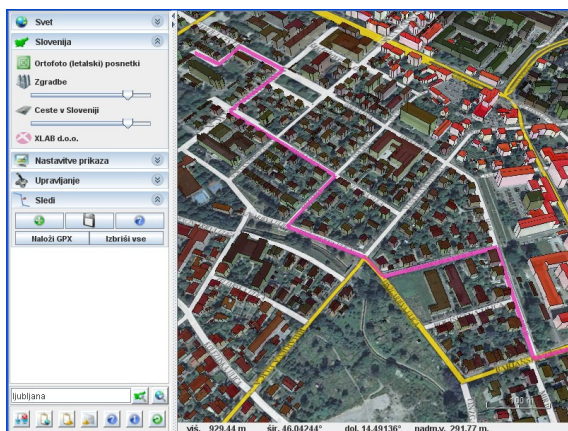 Svet
Slovenija
Ortofoto (letalski) posnetki
Zgradbe
Ceste v Sloveniji
XLAB d.o.o.
Nastavitve prikaza
Upravljanje
Sledi
Naloži GPX
Izbriši vse
ljubljana
100 m
viš. 929,44 m šir. 46,04244° dol. 14,49136° nadm.v. 291,77 m.